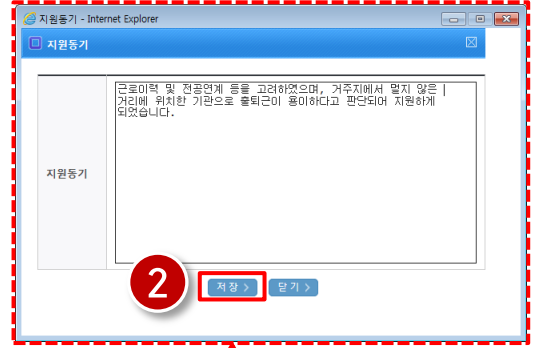 지원동기 - Internet Explorer
지원동기
근로이력 및 전공연계 등을 고려하였으며, 거주지에서 멀지 않은
거리에 위치한 기관으로 출퇴근이 용이하다고 판단되어 지원하게
되었습니다.
지원동기
2
저장 >
닫기 >